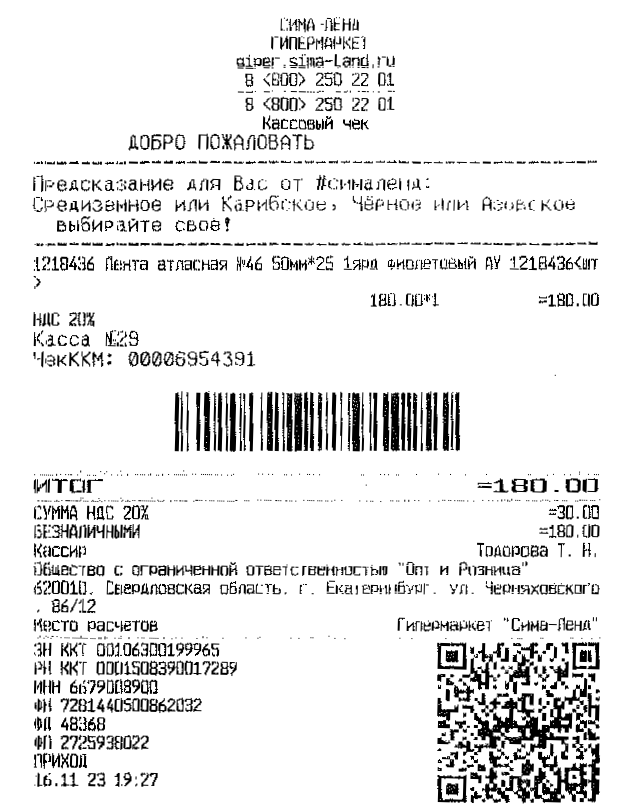 СИМА-ЛЕНД
ГИПЕРМАРКЕТ
giper.sima-land.ru
8 <800> 250 22 01
8 <800> 250 22 01
Кассовый чек
ДОБРО ПОЖАЛОВАТЬ
Предсказание для Вас от #сималенд:
Средиземное или Карибское, Чёрное или Азовское
выбирайте своё!
1218436 Лента атласная №46 50мм*25 1ярд фиолетовый АУ 1218436<шт
>
180.00*1 =180.00
НДС 20%
Касса №29
ЧекККМ: 00006954391
ИТОГ =180.00
СУММА НДС 20% =30.00
БЕЗНАЛИЧНЫМИ =180.00
Кассир Тодорова Т. Н.
Общество с ограниченной ответственностью "Опт и Розница"
620010, Свердловская область, г. Екатеринбург, ул. Черняховского
, 86/12
Место расчетов Гипермаркет "Сима-Ленд"
ЗН ККТ 00106300199965
РН ККТ 0001508390017289
ИНН 6679008900
ФН 7281440500862032
ФД 48368
ФП 2725938022
ПРИХОД
16.11 23 19:27